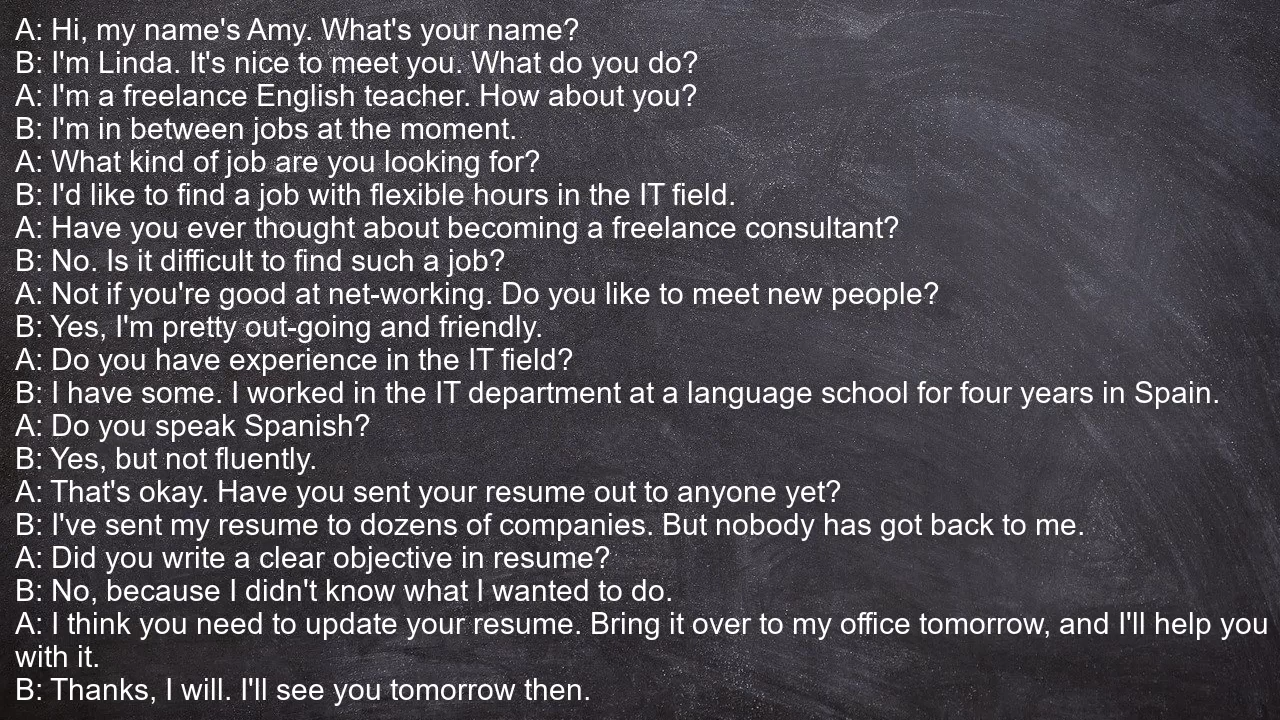 A: Hi, my name's Amy. What's your name?
B: I'm Linda. It's nice to meet you. What do you do?
A: I'm a freelance English teacher. How about you?
B: I'm in between jobs at the moment.
A: What kind of job are you looking for?
B: I'd like to find a job with flexible hours in the IT field.
A: Have you ever thought about becoming a freelance consultant?
B: No. Is it difficult to find such a job?
A: Not if you're good at net-working. Do you like to meet new people?
B: Yes, I'm pretty out-going and friendly.
A: Do you have experience in the IT field?
B: I have some. I worked in the IT department at a language school for four years in Spain.
A: Do you speak Spanish?
B: Yes, but not fluently.
A: That's okay. Have you sent your resume out to anyone yet?
B: I've sent my resume to dozens of companies. But nobody has got back to me.
A: Did you write a clear objective in resume?
B: No, because I didn't know what I wanted to do.
A: I think you need to update your resume. Bring it over to my office tomorrow, and I'll help you
with it.
B: Thanks, I will. I'll see you tomorrow then.